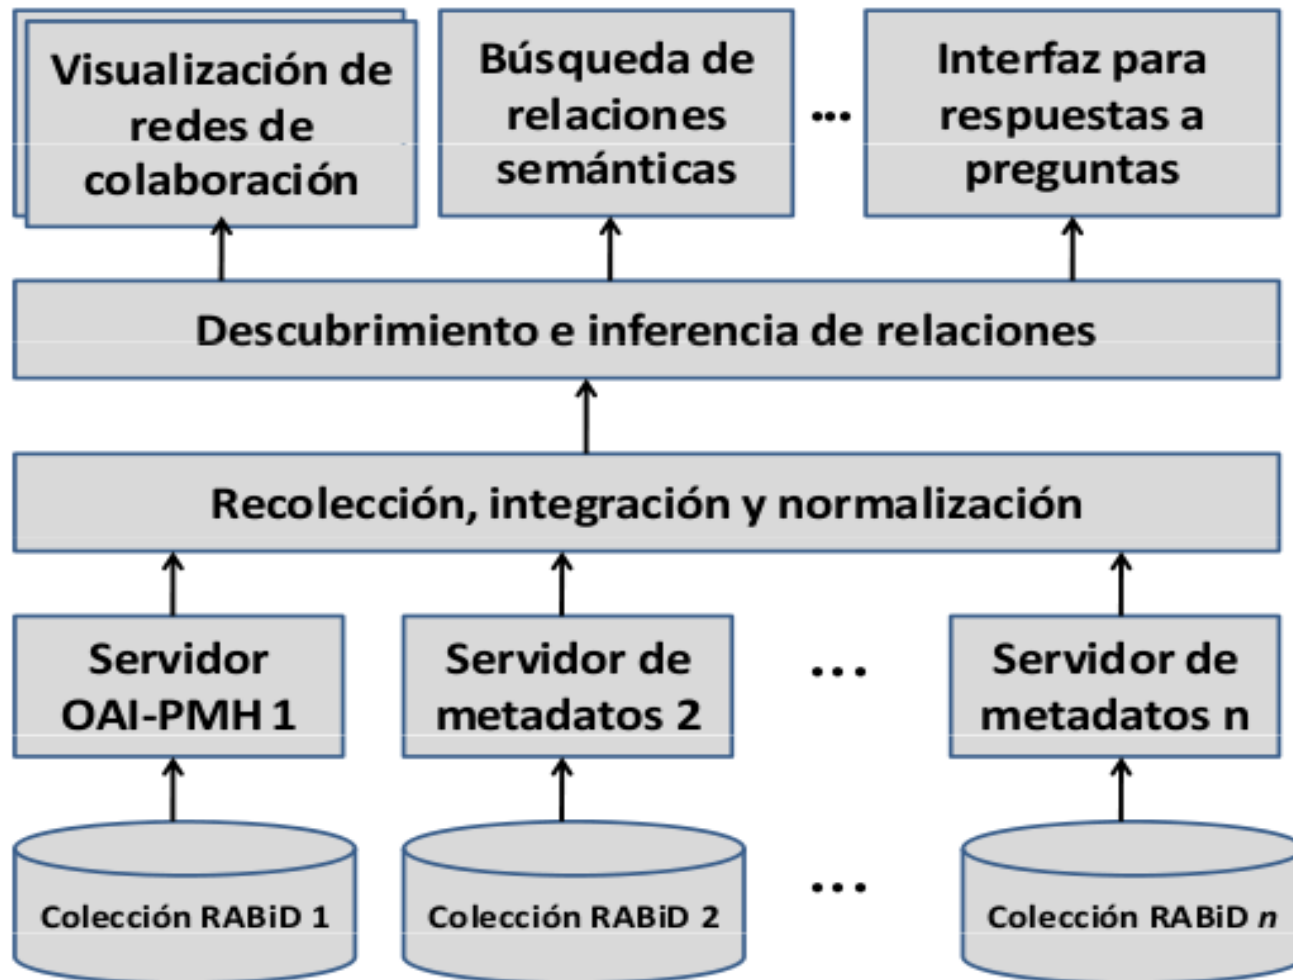 Visualización de
redes de
colaboración
Búsqueda de
relaciones
semánticas
...
Interfaz para
respuestas a
preguntas
Descubrimiento e inferencia de relaciones
Recolección, integración y normalización
Servidor
OAI-PMH 1
Servidor de
metadatos 2
...
Servidor de
metadatos n
Colección RABiD 1
Colección RABiD 2
...
Colección RABiD n